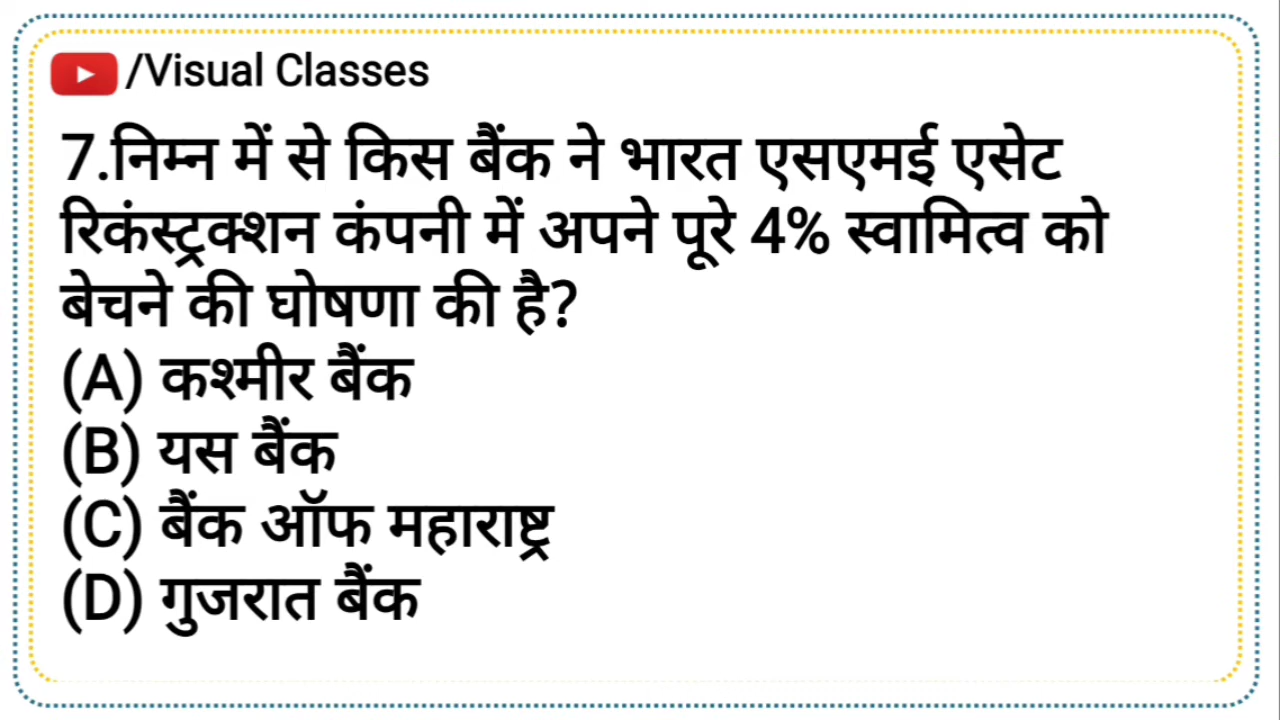 /Visual Classes
7.निम्न में से किस बैंक ने भारत एसएमई एसेट
रिकंस्ट्रक्शन कंपनी में अपने पूरे 4% स्वामित्व को
बेचने की घोषणा की है?
(A) कश्मीर बैंक
(B) यस बैंक
(C) बैंक ऑफ महाराष्ट्र
(D) गुजरात बैंक